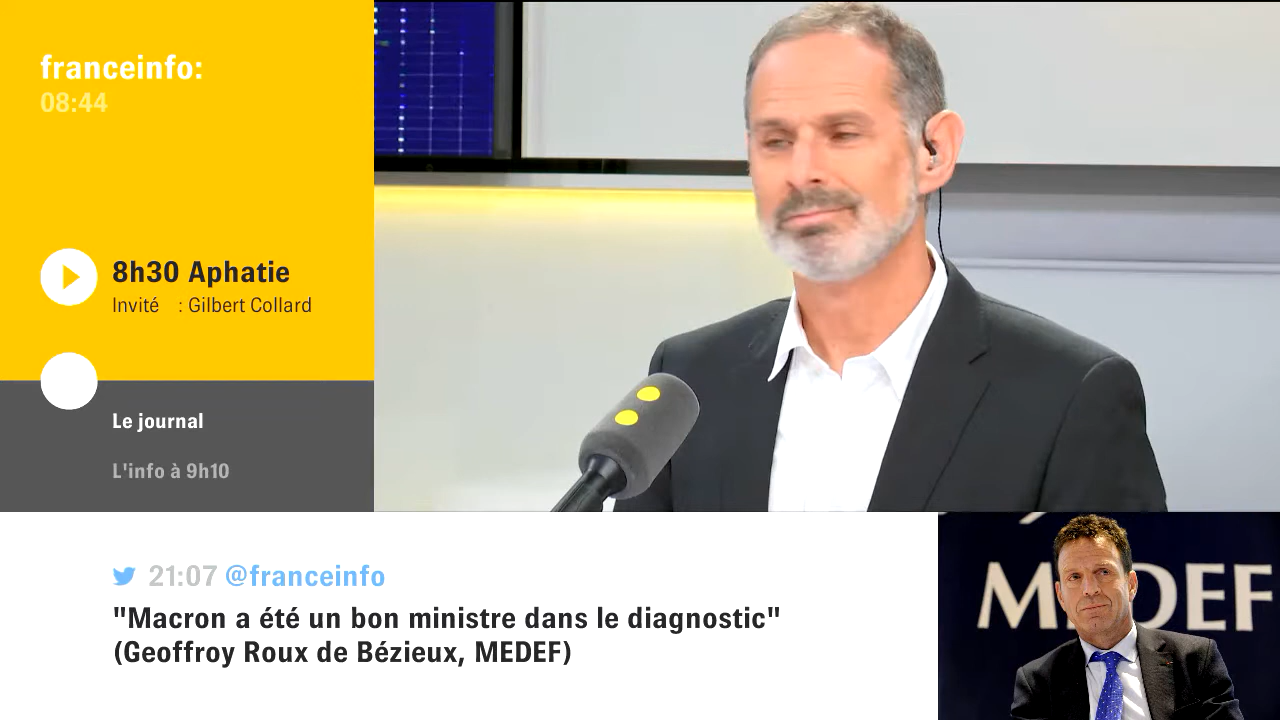 franceinfo:
08:44
8h30 Aphatie
Invité : Gilbert Collard
Le journal
L'info à 9h10
21:07 @franceinfo
"Macron a été un bon ministre dans le diagnostic"
(Geoffroy Roux de Bézieux, MEDEF)
MEDEF